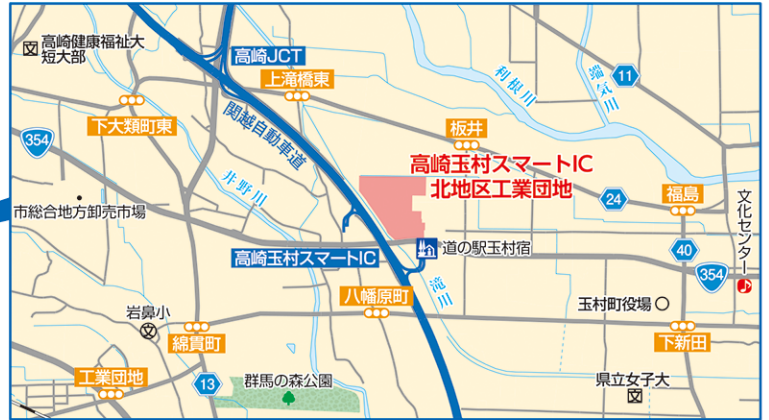 高崎健康福祉大
短大部
高崎JCT
上滝橋東
利根川
端気川
11
下大類町東
関越自動車道
板井
354
井野川
高崎玉村スマートIC
北地区工業団地
24
福島
文化センター
市総合地方卸売市場
道の駅玉村宿
40
高崎玉村スマートIC
354
滝川
八幡原町
玉村町役場
岩鼻小
綿貫町
下新田
工業団地
13
群馬の森公園
県立女子大